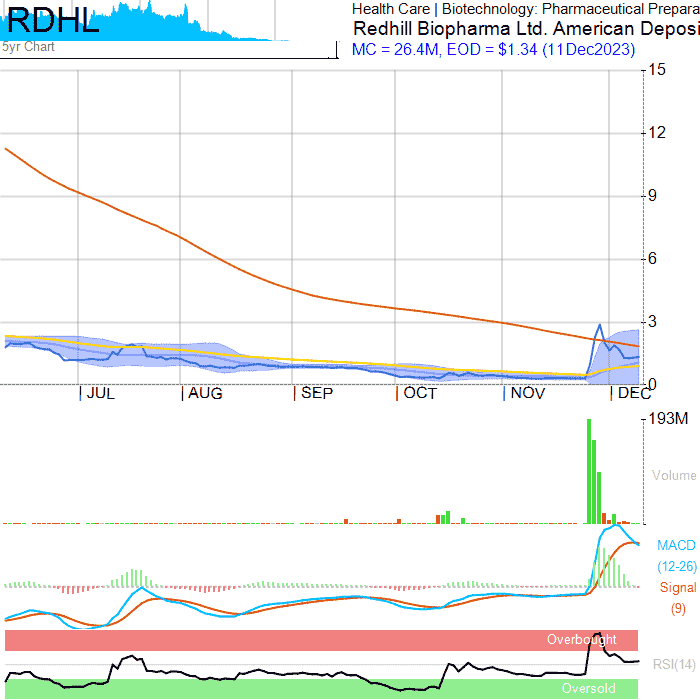 RDHL
Health Care | Biotechnology: Pharmaceutical Prepara
Redhill Biopharma Ltd. American Deposi
5yr Chart
MC = 26.4M, EOD = $1.34 (11Dec2023)
15
12
9
6
3
0
JUL AUG SEP OCT NOV DEC
193M
Volume
MACD
(12-26)
Signal
(9)
Overbought
RSI(14)
Oversold